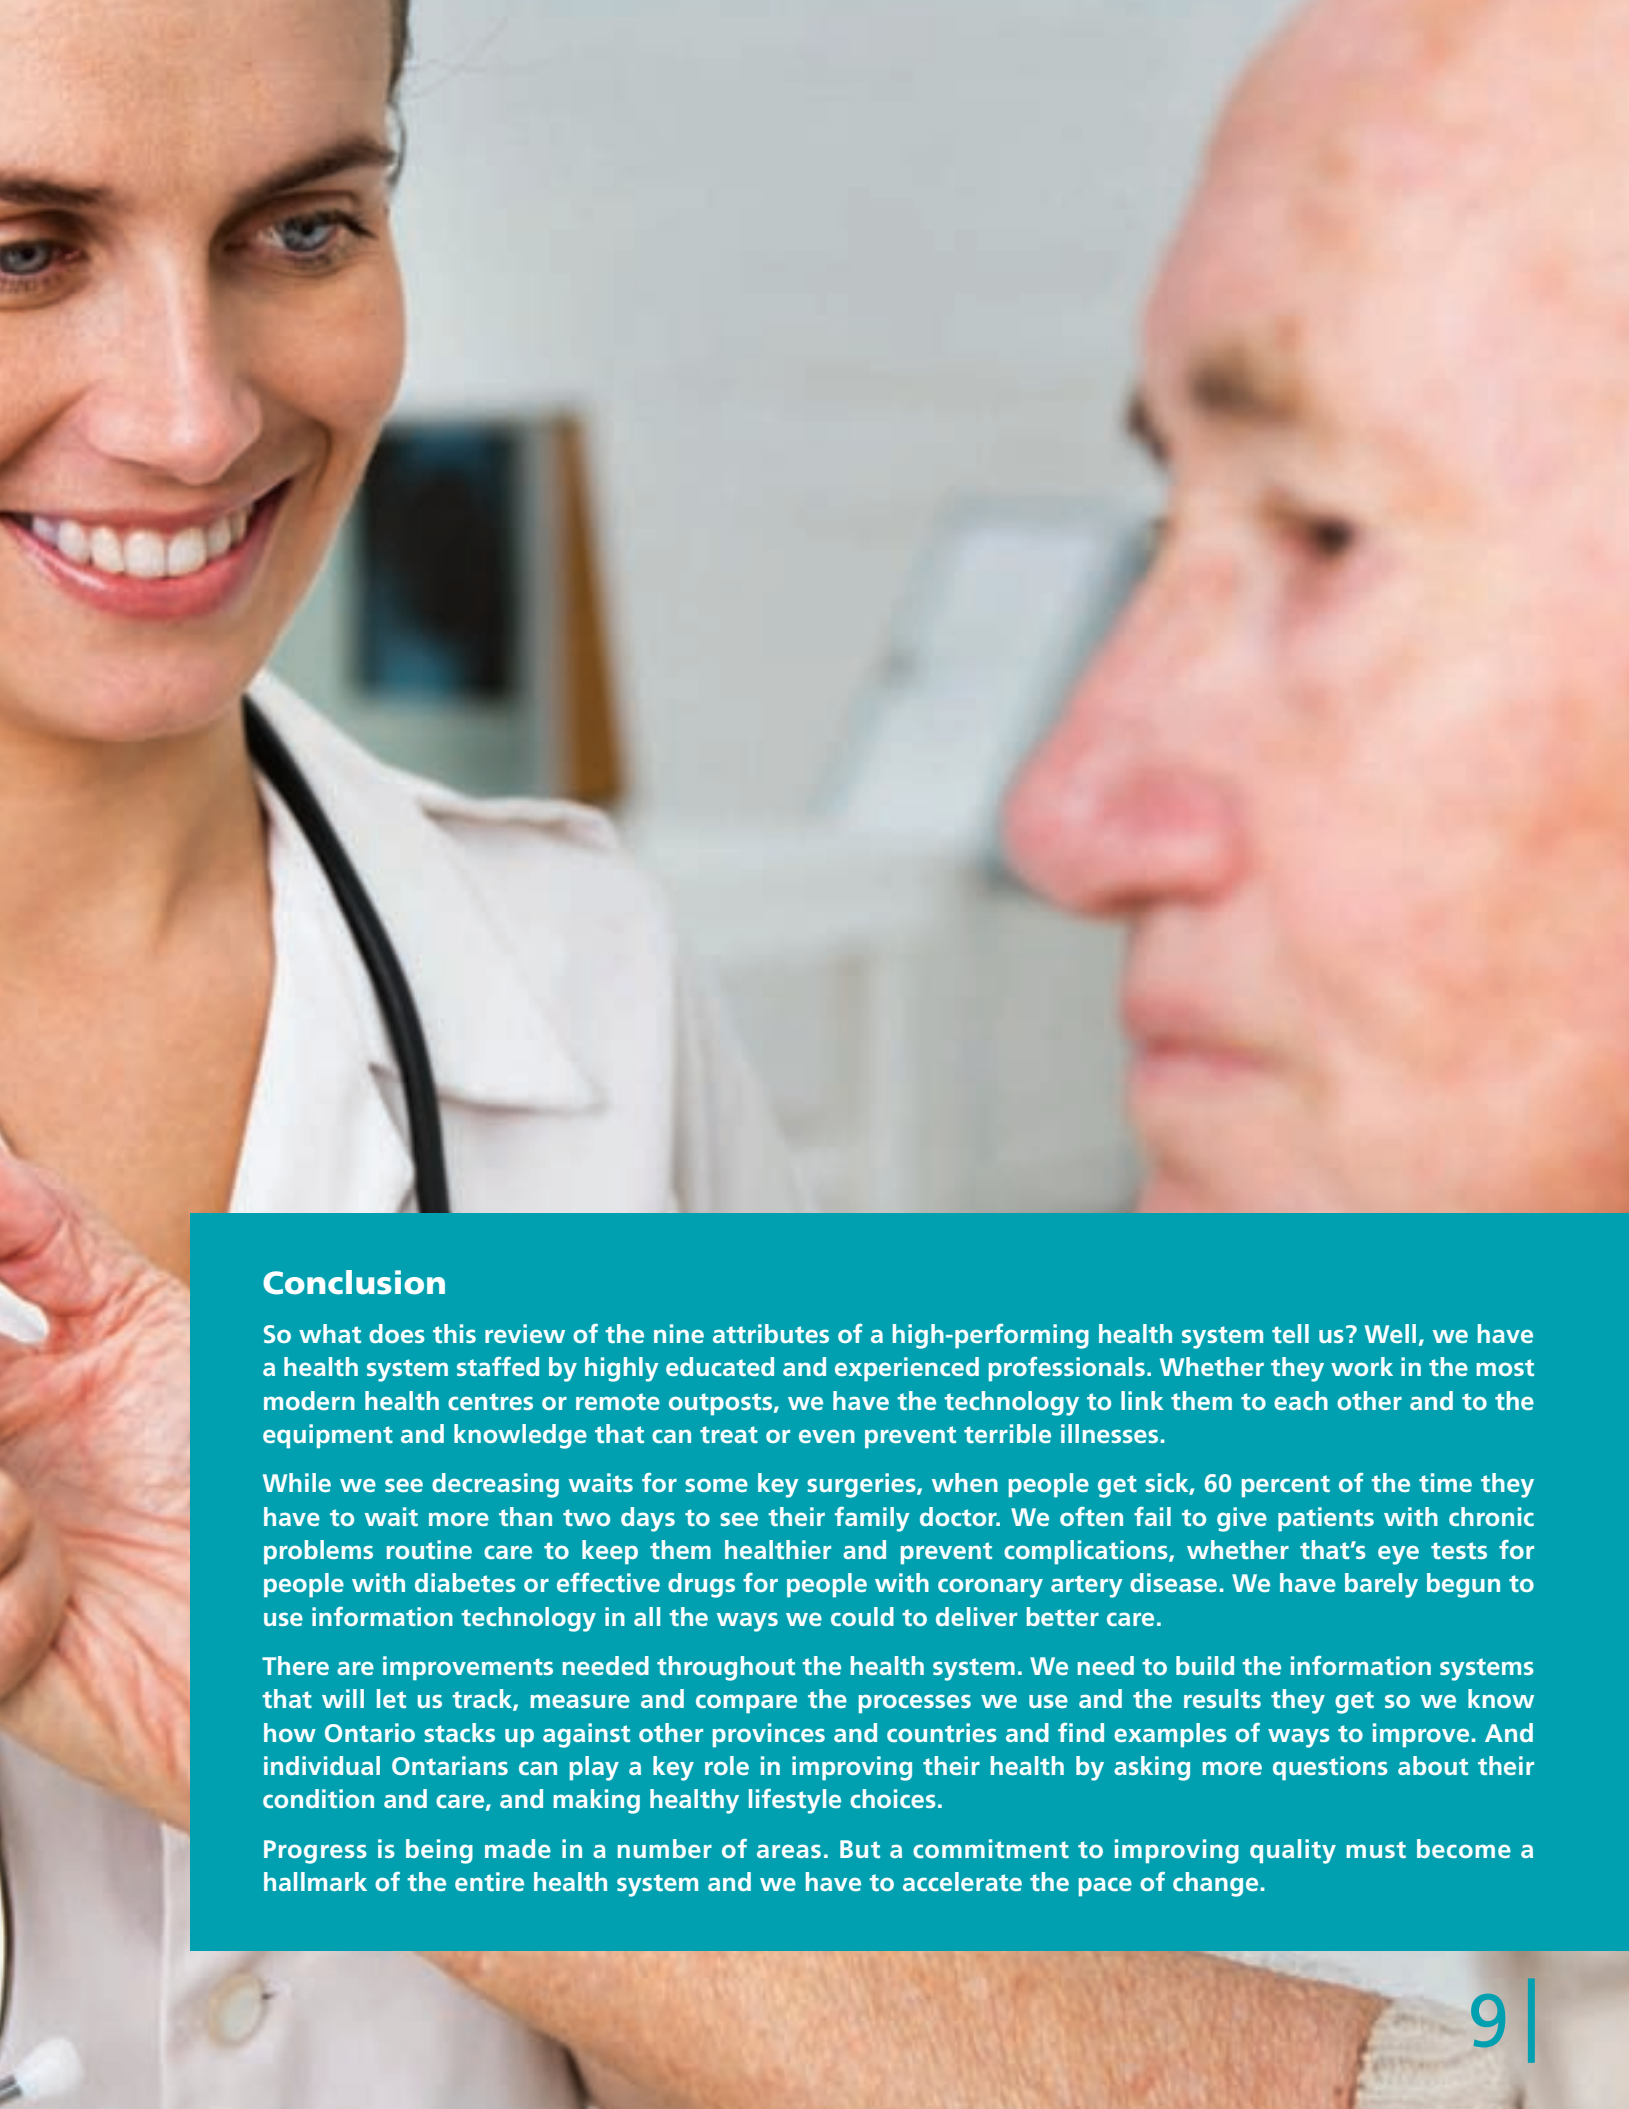 Conclusion
So what does this review of the nine attributes of a high-performing health system tell us? Well, we have
a health system staffed by highly educated and experienced professionals. Whether they work in the most
modern health centres or remote outposts, we have the technology to link them to each other and to the
equipment and knowledge that can treat or even prevent terrible illnesses.
While we see decreasing waits for some key surgeries, when people get sick, 60 percent of the time they
have to wait more than two days to see their family doctor. We often fail to give patients with chronic
problems routine care to keep them healthier and prevent complications, whether that’s eye tests for
people with diabetes or effective drugs for people with coronary artery disease. We have barely begun to
use information technology in all the ways we could to deliver better care.
There are improvements needed throughout the health system. We need to build the information systems
that will let us track, measure and compare the processes we use and the results they get so we know
how Ontario stacks up against other provinces and countries and find examples of ways to improve. And
individual Ontarians can play a key role in improving their health by asking more questions about their
condition and care, and making healthy lifestyle choices.
Progress is being made in a number of areas. But a commitment to improving quality must become a
hallmark of the entire health system and we have to accelerate the pace of change.
9